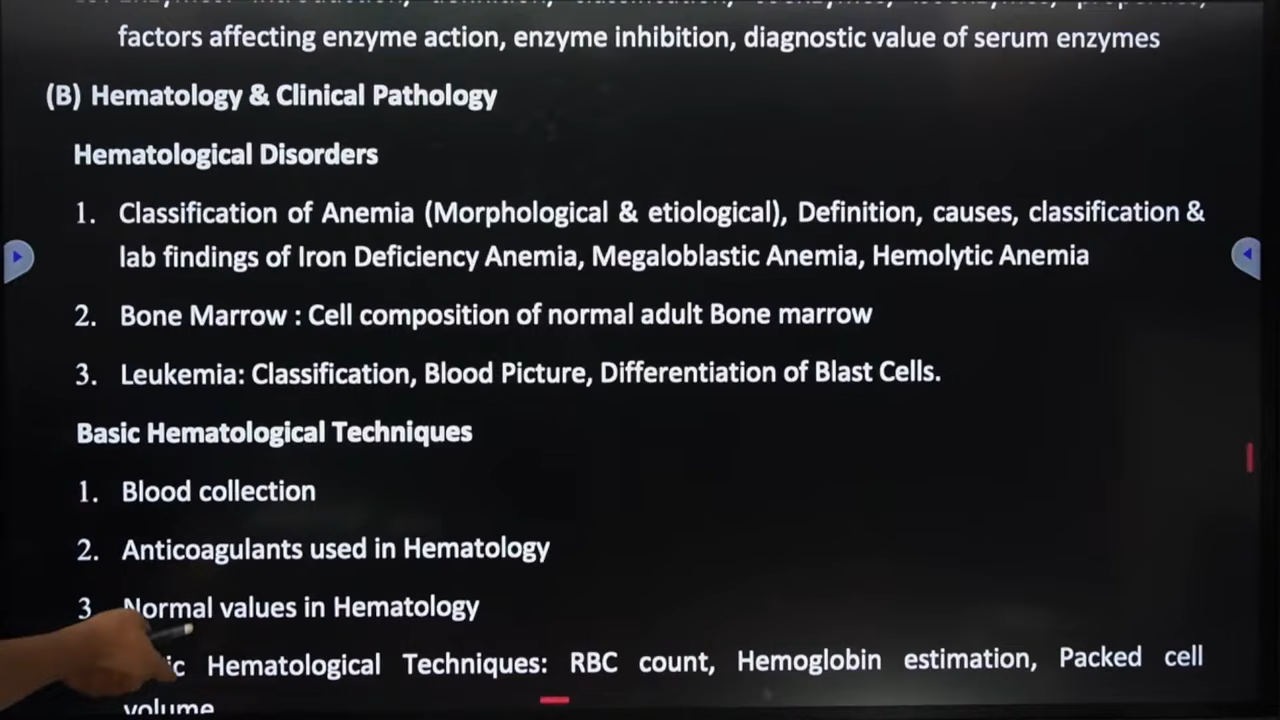 factors affecting enzyme action, enzyme inhibition, diagnostic value of serum enzymes
(B) Hematology & Clinical Pathology
Hematological Disorders
1. Classification of Anemia (Morphological & etiological), Definition, causes, classification &
lab findings of Iron Deficiency Anemia, Megaloblastic Anemia, Hemolytic Anemia
2. Bone Marrow : Cell composition of normal adult Bone marrow
3. Leukemia: Classification, Blood Picture, Differentiation of Blast Cells.
Basic Hematological Techniques
1. Blood collection
2. Anticoagulants used in Hematology
3 Normal values in Hematology
Hematological Techniques: RBC count, Hemoglobin estimation, Packed cell
volume